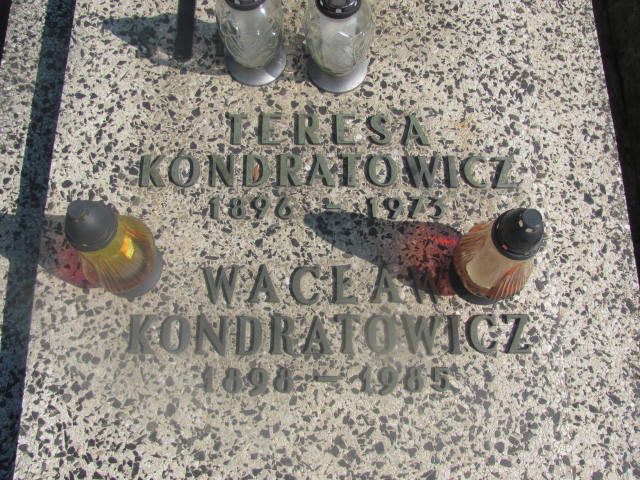 TERESA
KONDRATOWICZ
1896 – 1973
WACŁAW
KONDRATOWICZ
1898 – 1985